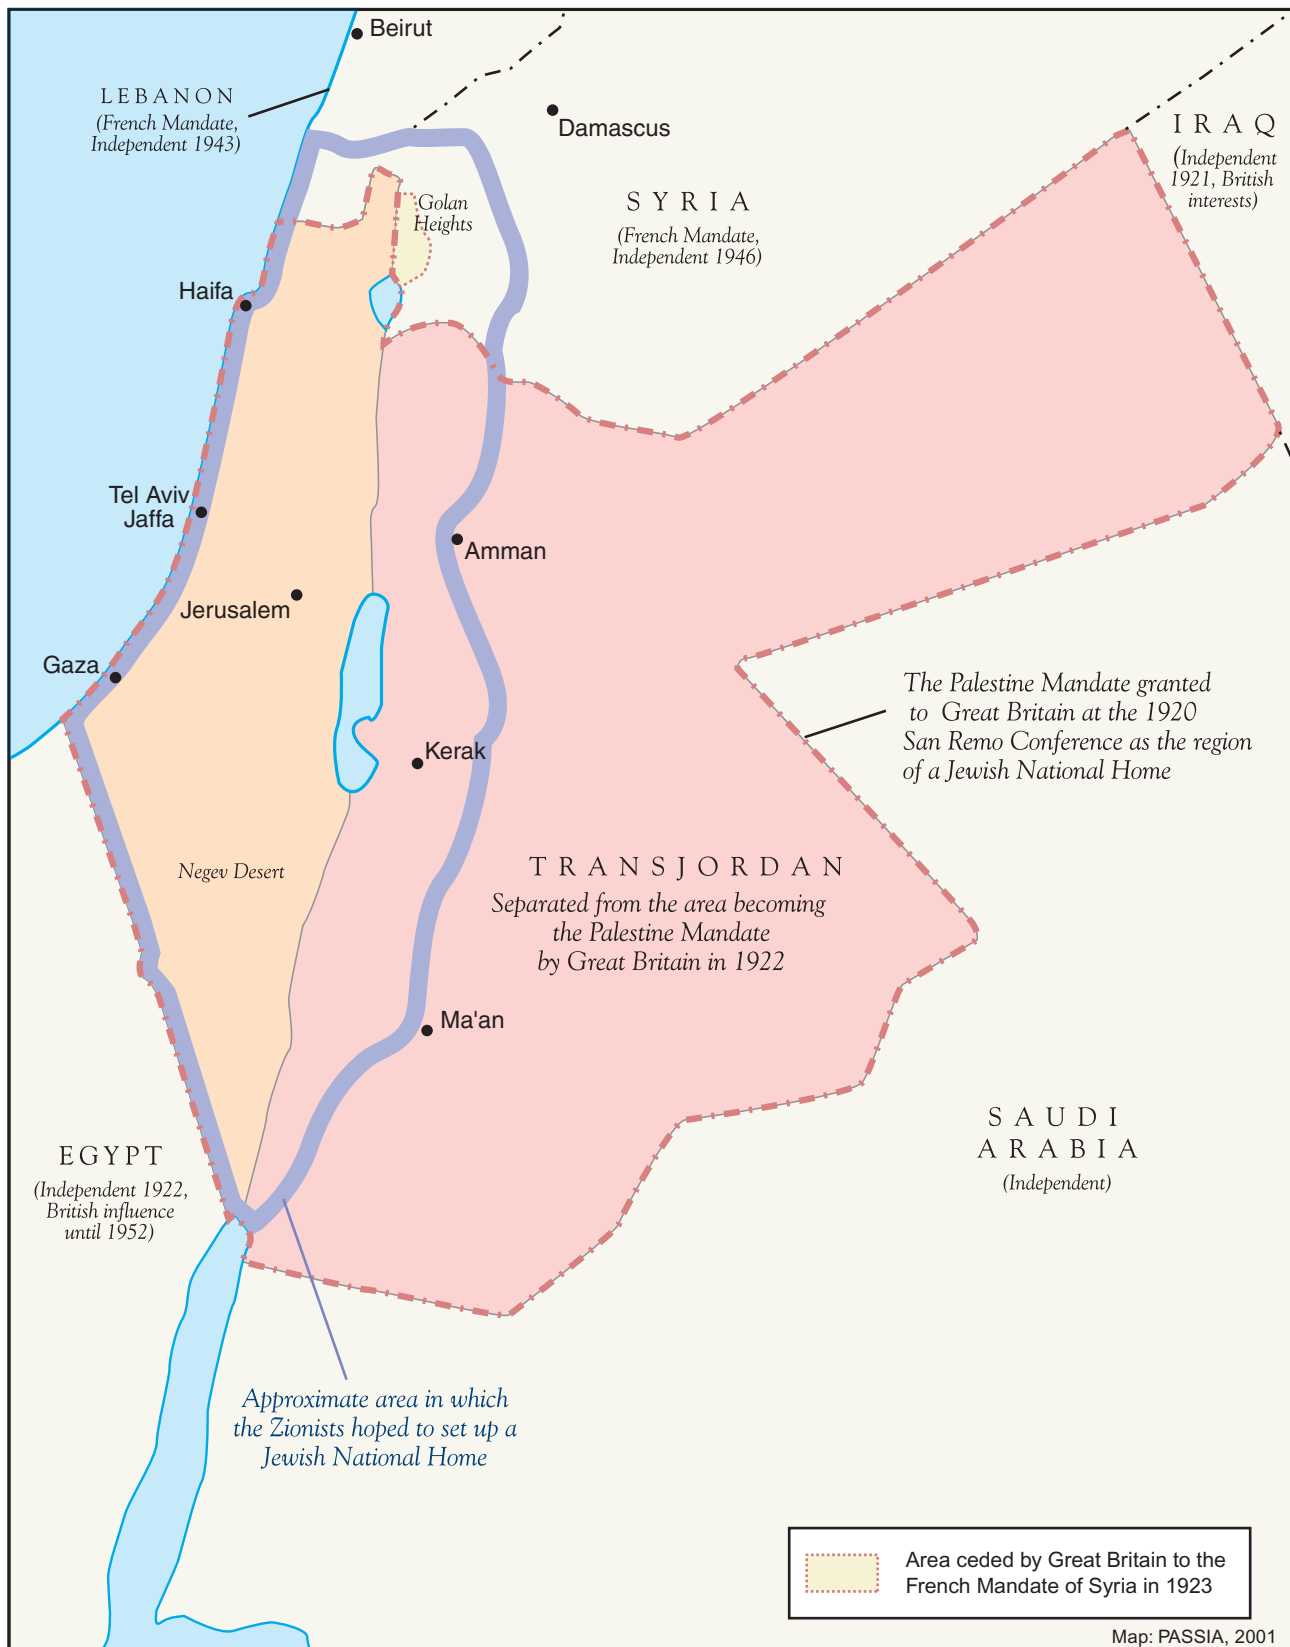 Beirut
LEBANON
(French Mandate,
Independent 1943)
Damascus
IRAQ
(Independent
1921, British
interests)
Golan
Heights
SYRIA
(French Mandate,
Independent 1946)
Haifa
Tel Aviv
Jaffa
Amman
Jerusalem
Gaza
The Palestine Mandate granted
to Great Britain at the 1920
San Remo Conference as the region
of a Jewish National Home
Kerak
Negev Desert
TRANSJORDAN
Separated from the area becoming
the Palestine Mandate
by Great Britain in 1922
Ma'an
SAUDI
ARABIA
(Independent)
EGYPT
(Independent 1922,
British influence
until 1952)
Approximate area in which
the Zionists hoped to set up a
Jewish National Home
Area ceded by Great Britain to the
French Mandate of Syria in 1923
Map: PASSIA, 2001